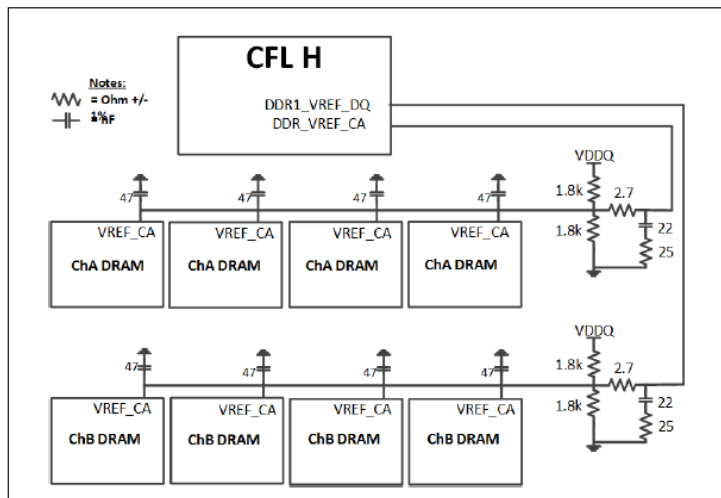 CFL H
DDR1_VREF_DQ
DDR_VREF_CA
Notes:
= Ohm +/-
1%
= nF
VDDQ
1.8k
2.7
1.8k
22
25
47
47
47
47
VREF_CA
VREF_CA
VREF_CA
VREF_CA
ChA DRAM
ChA DRAM
ChA DRAM
ChA DRAM
VDDQ
1.8k
2.7
1.8k
22
25
47
47
47
47
VREF_CA
VREF_CA
VREF_CA
VREF_CA
ChB DRAM
ChB DRAM
ChB DRAM
ChB DRAM